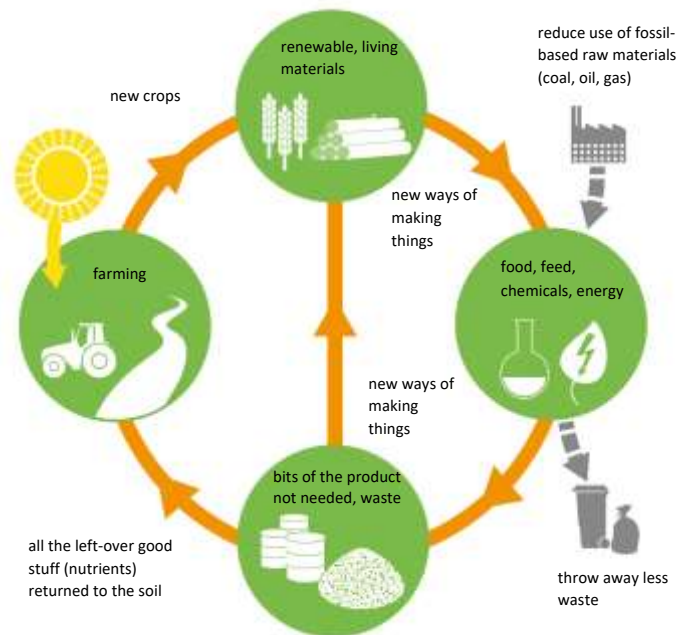 renewable, living
materials
reduce use of fossil-
based raw materials
(coal, oil, gas)
new crops
new ways of
making
things
farming
food, feed,
chemicals, energy
new ways of
making
things
bits of the product
not needed, waste
all the left-over good
stuff (nutrients)
returned to the soil
throw away less
waste